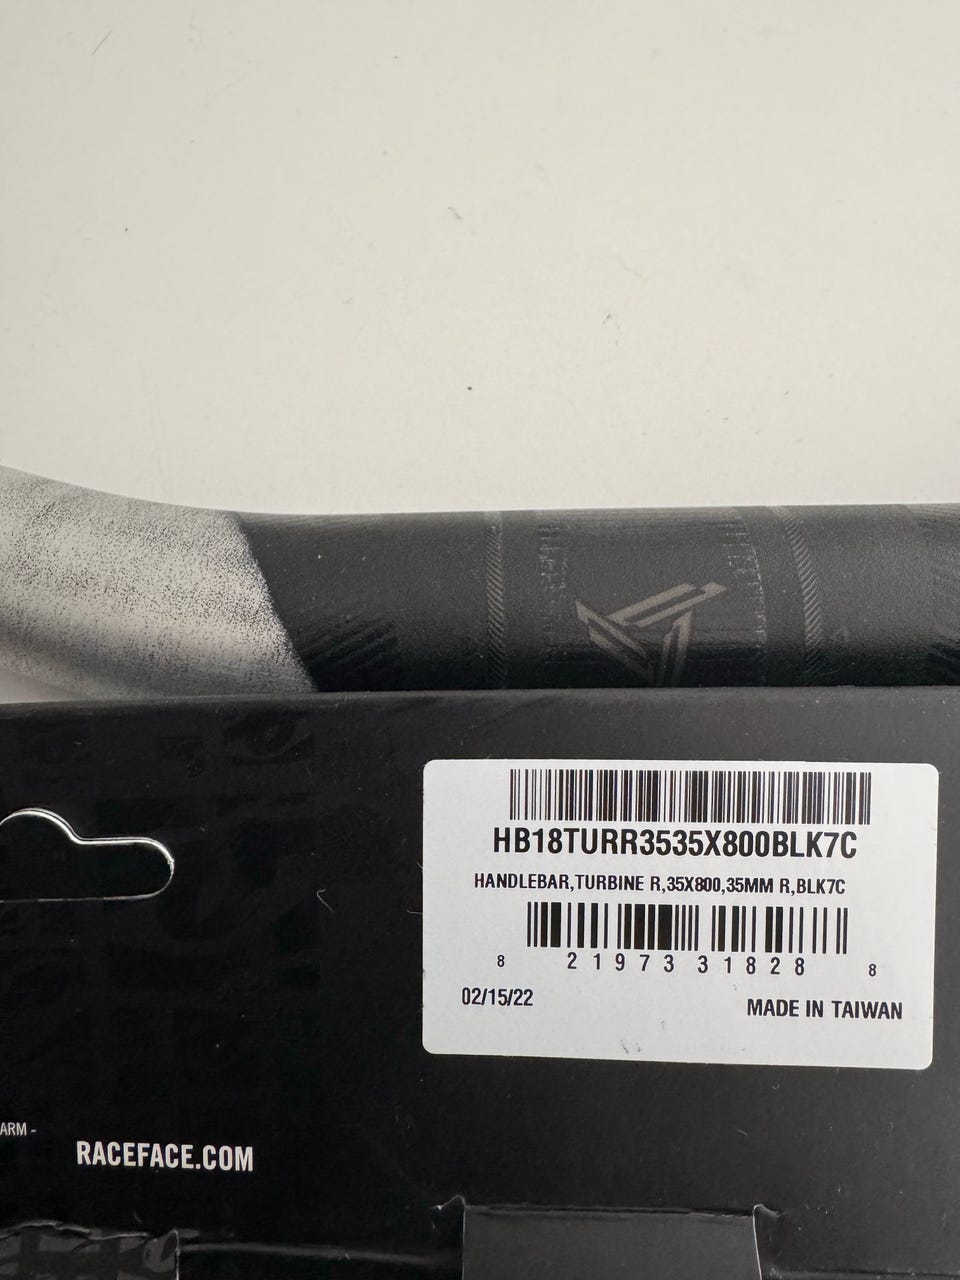 HB18TURR3535X800BLK7C
HANDLEBAR,TURBINE R,35X800,35MM R,BLK7C
8 21973 31828 8
02/15/22
MADE IN TAIWAN
ARM -
RACEFACE.COM